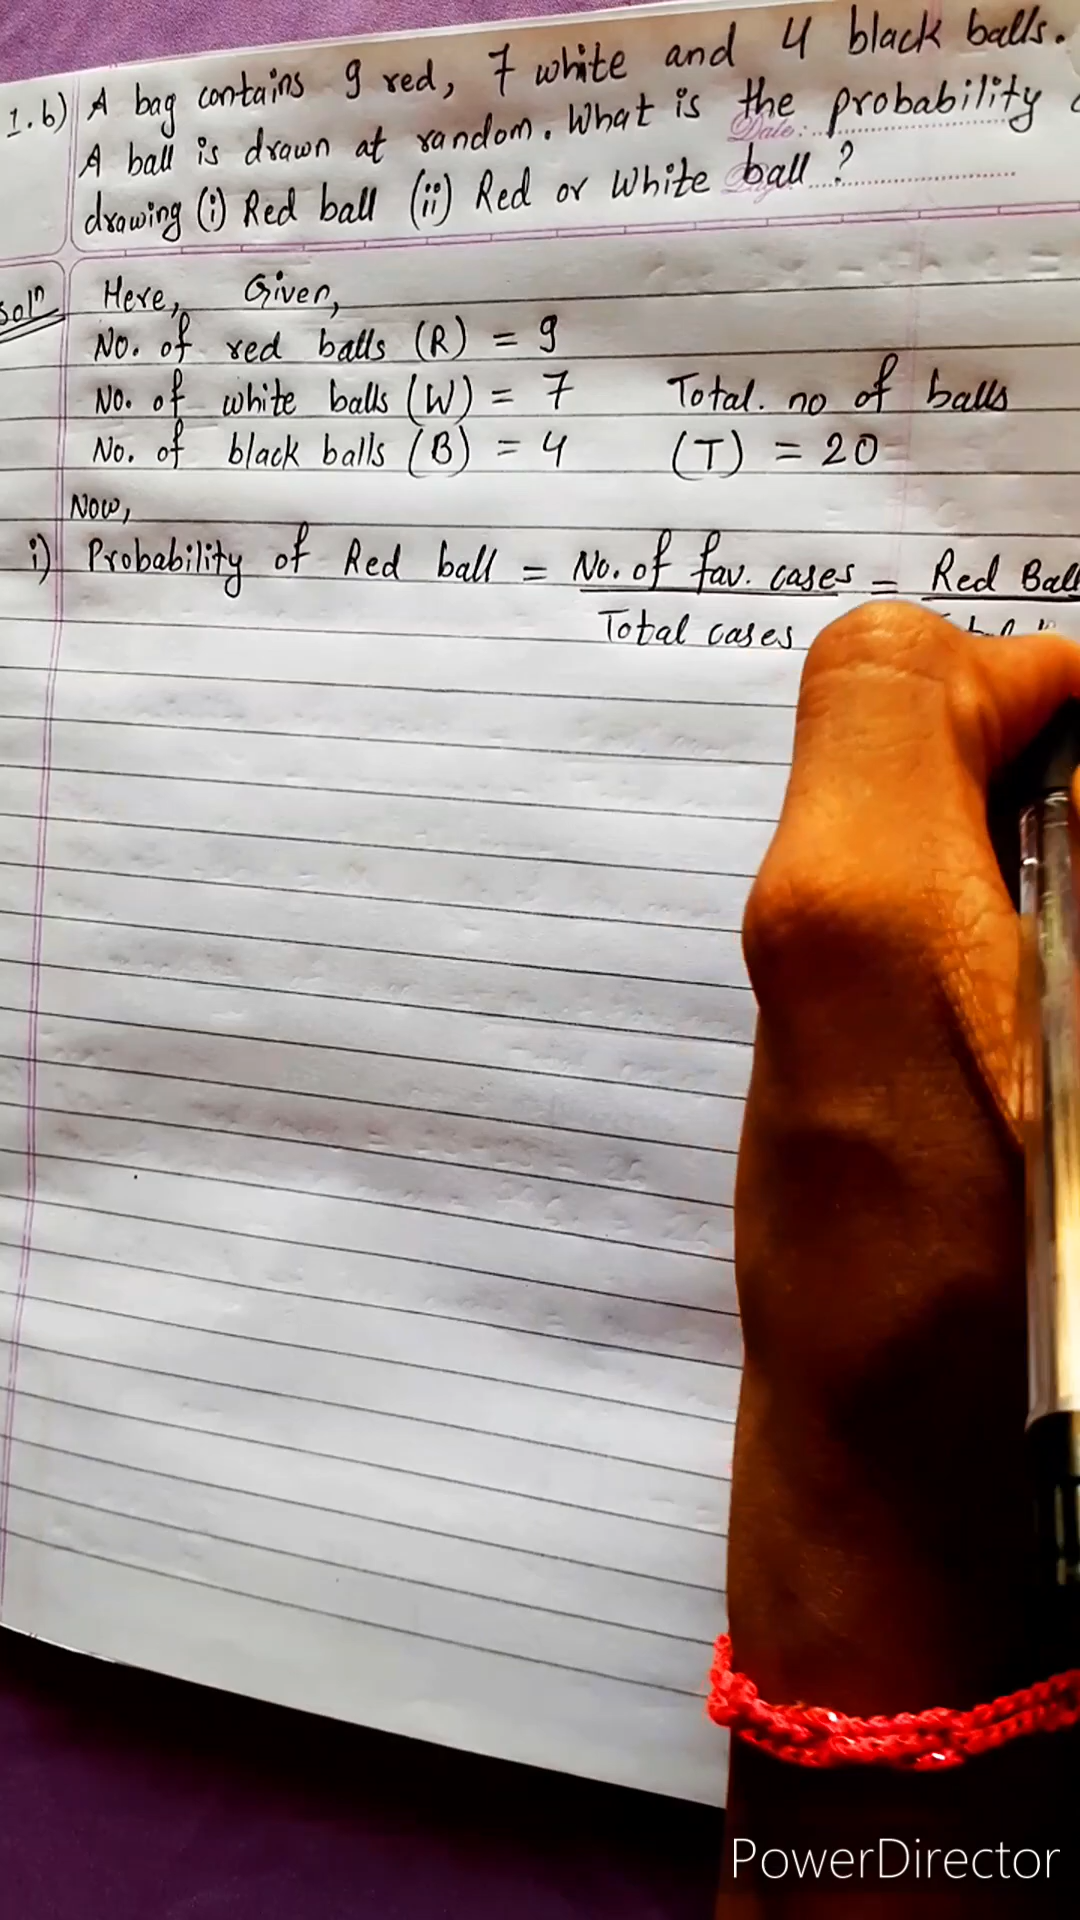 1.b) A bag contains 9 red, 7 white and 4 black balls.
A ball is drawn at random. What is the probability
drawing (i) Red ball (ii) Red or White ball ?
Date:
Soln Here, Given,
No. of red balls (R) = 9
No. of white balls (W) = 7 Total. no of balls
No. of black balls (B) = 4 (T) = 20
Now,
i) Probability of Red ball = No. of fav. cases = Red Ball
Total cases
PowerDirector